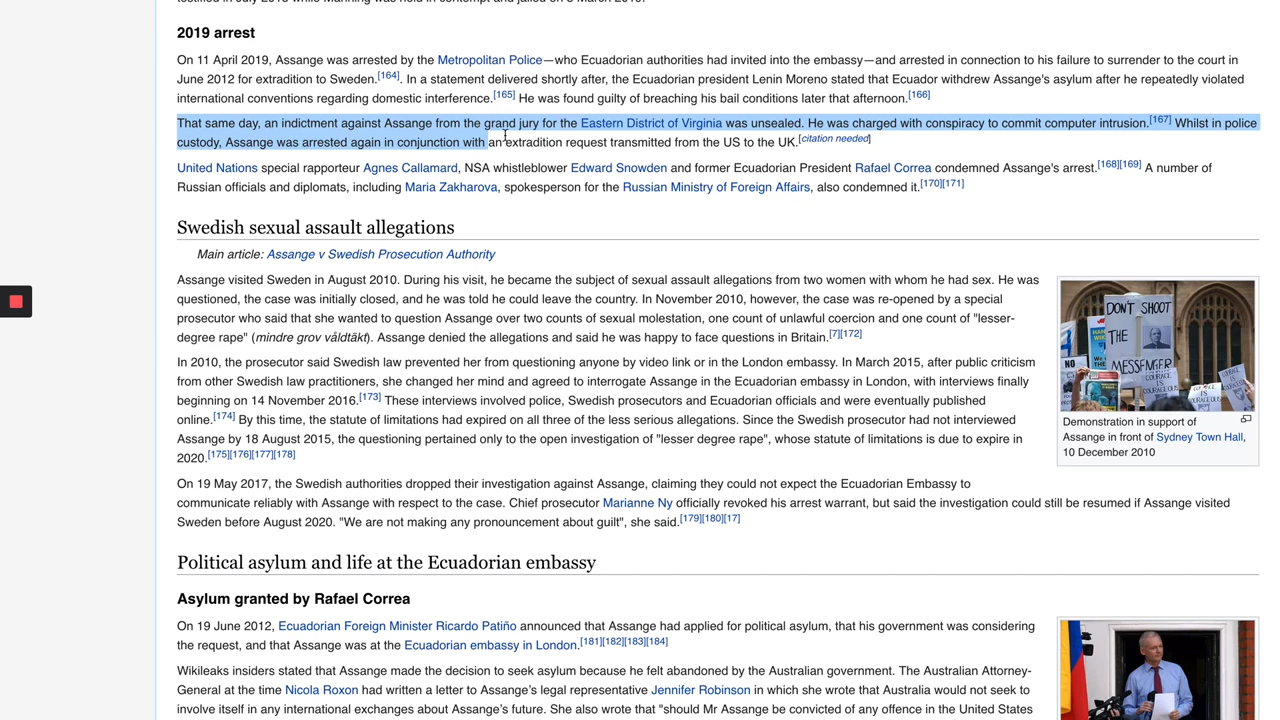 2019 arrest
On 11 April 2019, Assange was arrested by the Metropolitan Police—who Ecuadorian authorities had invited into the embassy—and arrested in connection to his failure to surrender to the court in
June 2012 for extradition to Sweden.[164]. In a statement delivered shortly after, the Ecuadorian president Lenin Moreno stated that Ecuador withdrew Assange's asylum after he repeatedly violated
international conventions regarding domestic interference.[165] He was found guilty of breaching his bail conditions later that afternoon.[166]
That same day, an indictment against Assange from the grand jury for the Eastern District of Virginia was unsealed. He was charged with conspiracy to commit computer intrusion.[167] Whilst in police
custody, Assange was arrested again in conjunction with an extradition request transmitted from the US to the UK.[citation needed]
United Nations special rapporteur Agnes Callamard, NSA whistleblower Edward Snowden and former Ecuadorian President Rafael Correa condemned Assange's arrest.[168][169] A number of
Russian officials and diplomats, including Maria Zakharova, spokesperson for the Russian Ministry of Foreign Affairs, also condemned it.[170][171]
Swedish sexual assault allegations
Main article: Assange v Swedish Prosecution Authority
Assange visited Sweden in August 2010. During his visit, he became the subject of sexual assault allegations from two women with whom he had sex. He was
questioned, the case was initially closed, and he was told he could leave the country. In November 2010, however, the case was re-opened by a special
prosecutor who said that she wanted to question Assange over two counts of sexual molestation, one count of unlawful coercion and one count of "lesser-
degree rape" (mindre grov våldtäkt). Assange denied the allegations and said he was happy to face questions in Britain.[7][172]
In 2010, the prosecutor said Swedish law prevented her from questioning anyone by video link or in the London embassy. In March 2015, after public criticism
from other Swedish law practitioners, she changed her mind and agreed to interrogate Assange in the Ecuadorian embassy in London, with interviews finally
beginning on 14 November 2016.[173] These interviews involved police, Swedish prosecutors and Ecuadorian officials and were eventually published
online.[174] By this time, the statute of limitations had expired on all three of the less serious allegations. Since the Swedish prosecutor had not interviewed
Assange by 18 August 2015, the questioning pertained only to the open investigation of "lesser degree rape", whose statute of limitations is due to expire in
2020.[175][176][177][178]
DON'T SHOOT
THE
MESSENGER
Demonstration in support of
Assange in front of Sydney Town Hall,
10 December 2010
On 19 May 2017, the Swedish authorities dropped their investigation against Assange, claiming they could not expect the Ecuadorian Embassy to
communicate reliably with Assange with respect to the case. Chief prosecutor Marianne Ny officially revoked his arrest warrant, but said the investigation could still be resumed if Assange visited
Sweden before August 2020. "We are not making any pronouncement about guilt", she said.[179][180][17]
Political asylum and life at the Ecuadorian embassy
Asylum granted by Rafael Correa
On 19 June 2012, Ecuadorian Foreign Minister Ricardo Patiño announced that Assange had applied for political asylum, that his government was considering
the request, and that Assange was at the Ecuadorian embassy in London.[181][182][183][184]
Wikileaks insiders stated that Assange made the decision to seek asylum because he felt abandoned by the Australian government. The Australian Attorney-
General at the time Nicola Roxon had written a letter to Assange's legal representative Jennifer Robinson in which she wrote that Australia would not seek to
involve itself in any international exchanges about Assange's future. She also wrote that "should Mr Assange be convicted of any offence in the United States